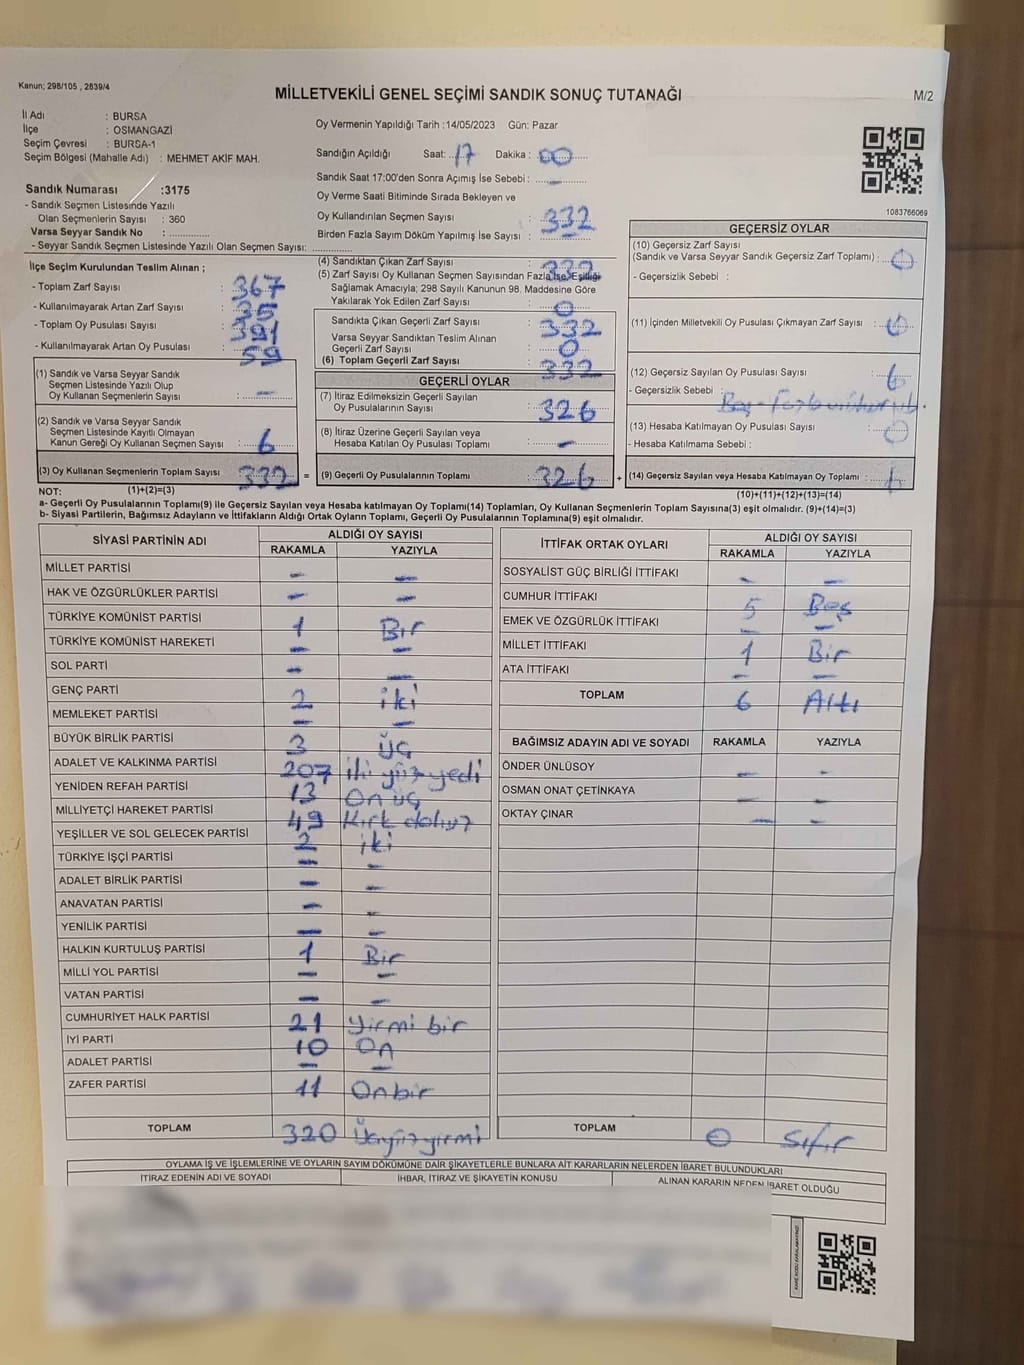 Kanun; 298/105 , 2839/4
MİLLETVEKİLİ GENEL SEÇİMİ SANDIK SONUÇ TUTANAĞI
M/2
İl Adı : BURSA
İlçe : OSMANGAZİ
Seçim Çevresi : BURSA-1
Seçim Bölgesi (Mahalle Adı) : MEHMET AKİF MAH.
Sandık Numarası :3175
- Sandık Seçmen Listesinde Yazılı
Olan Seçmenlerin Sayısı : 360
Varsa Seyyar Sandık No :
- Seyyar Sandık Seçmen Listesinde Yazılı Olan Seçmen Sayısı:
Oy Vermenin Yapıldığı Tarih :14/05/2023 Gün: Pazar
Sandığın Açıldığı Saat: 17 Dakika : 00
Sandık Saat 17:00'den Sonra Açımış İse Sebebi : -
Oy Verme Saati Bitiminde Sırada Bekleyen ve
Oy Kullandırılan Seçmen Sayısı : 332
Birden Fazla Sayım Döküm Yapılmış İse Sayısı : -
1083766069
İlçe Seçim Kurulundan Teslim Alınan ;
- Toplam Zarf Sayısı : 367
- Kullanılmayarak Artan Zarf Sayısı : 35
- Toplam Oy Pusulası Sayısı : 391
- Kullanılmayarak Artan Oy Pusulası : 59
(1) Sandık ve Varsa Seyyar Sandık
Seçmen Listesinde Yazılı Olup
Oy Kullanan Seçmenlerin Sayısı : -
(2) Sandık ve Varsa Seyyar Sandık
Seçmen Listesinde Kayıtlı Olmayan
Kanun Gereği Oy Kullanan Seçmen Sayısı : 6
(3) Oy Kullanan Seçmenlerin Toplam Sayısı 332 =
(4) Sandıktan Çıkan Zarf Sayısı : 332
(5) Zarf Sayısı Oy Kullanan Seçmen Sayısından Fazla İse, Eşitliği
Sağlamak Amacıyla; 298 Sayılı Kanunun 98. Maddesine Göre
Yakılarak Yok Edilen Zarf Sayısı : 0
Sandıkta Çıkan Geçerli Zarf Sayısı : 332
Varsa Seyyar Sandıktan Teslim Alınan
Geçerli Zarf Sayısı : 0
(6) Toplam Geçerli Zarf Sayısı : 332
GEÇERLİ OYLAR
(7) İtiraz Edilmeksizin Geçerli Sayılan
Oy Pusulalarının Sayısı : 326
(8) İtiraz Üzerine Geçerli Sayılan veya
Hesaba Katılan Oy Pusulası Toplamı : -
(9) Geçerli Oy Pusulalarının Toplamı : 326 +
GEÇERSİZ OYLAR
(10) Geçersiz Zarf Sayısı
(Sandık ve Varsa Seyyar Sandık Geçersiz Zarf Toplamı) : 0
- Geçersizlik Sebebi :
(11) İçinden Milletvekili Oy Pusulası Çıkmayan Zarf Sayısı :
(12) Geçersiz Sayılan Oy Pusulası Sayısı : 6
- Geçersizlik Sebebi :
(13) Hesaba Katılmayan Oy Pusulası Sayısı : 0
- Hesaba Katılmama Sebebi :
(14) Geçersiz Sayılan veya Hesaba Katılmayan Oy Toplamı : 6
NOT: (1)+(2)=(3)
(10)+(11)+(12)+(13)=(14)
a- Geçerli Oy Pusulalarının Toplamı(9) ile Geçersiz Sayılan veya Hesaba katılmayan Oy Toplamı(14) Toplamları, Oy Kullanan Seçmenlerin Toplam Sayısına(3) eşit olmalıdır. (9)+(14)=(3)
b- Siyasi Partilerin, Bağımsız Adayların ve İttifakların Aldığı Ortak Oyların Toplamı, Geçerli Oy Pusulalarının Toplamına(9) eşit olmalıdır.
SİYASİ PARTİNİN ADI ALDIĞI OY SAYISI
RAKAMLA YAZIYLA
MİLLET PARTİSİ - -
HAK VE ÖZGÜRLÜKLER PARTİSİ - -
TÜRKİYE KOMÜNİST PARTİSİ 1 Bir
TÜRKİYE KOMÜNİST HAREKETİ - -
SOL PARTİ - -
GENÇ PARTİ 2 iki
MEMLEKET PARTİSİ - -
BÜYÜK BİRLİK PARTİSİ 3 Üç
ADALET VE KALKINMA PARTİSİ 207 iki yüz yedi
YENİDEN REFAH PARTİSİ 13 On üç
MİLLİYETÇİ HAREKET PARTİSİ 49 Kırk dokuz
YEŞİLLER VE SOL GELECEK PARTİSİ 2 iki
TÜRKİYE İŞÇİ PARTİSİ - -
ADALET BİRLİK PARTİSİ - -
ANAVATAN PARTİSİ - -
YENİLİK PARTİSİ - -
HALKIN KURTULUŞ PARTİSİ 1 Bir
MİLLİ YOL PARTİSİ - -
VATAN PARTİSİ - -
CUMHURİYET HALK PARTİSİ 21 yirmi bir
İYİ PARTİ 10 On
ADALET PARTİSİ - -
ZAFER PARTİSİ 11 Onbir
TOPLAM 320 Üçyüzyirmi
İTTİFAK ORTAK OYLARI ALDIĞI OY SAYISI
RAKAMLA YAZIYLA
SOSYALİST GÜÇ BİRLİĞİ İTTİFAKI - -
CUMHUR İTTİFAKI 5 Beş
EMEK VE ÖZGÜRLÜK İTTİFAKI - -
MİLLET İTTİFAKI 1 Bir
ATA İTTİFAKI - -
TOPLAM 6 Altı
BAĞIMSIZ ADAYIN ADI VE SOYADI RAKAMLA YAZIYLA
ÖNDER ÜNLÜSOY - -
OSMAN ONAT ÇETİNKAYA - -
OKTAY ÇINAR - -
TOPLAM 0 Sıfır
OYLAMA İŞ VE İŞLEMLERİNE VE OYLARIN SAYIM DÖKÜMÜNE DAİR ŞİKAYETLERLE BUNLARA AİT KARARLARIN NELERDEN İBARET BULUNDUKLARI
İTİRAZ EDENİN ADI VE SOYADI İHBAR, İTİRAZ VE ŞİKAYETİN KONUSU ALINAN KARARIN NEDEN İBARET OLDUĞU